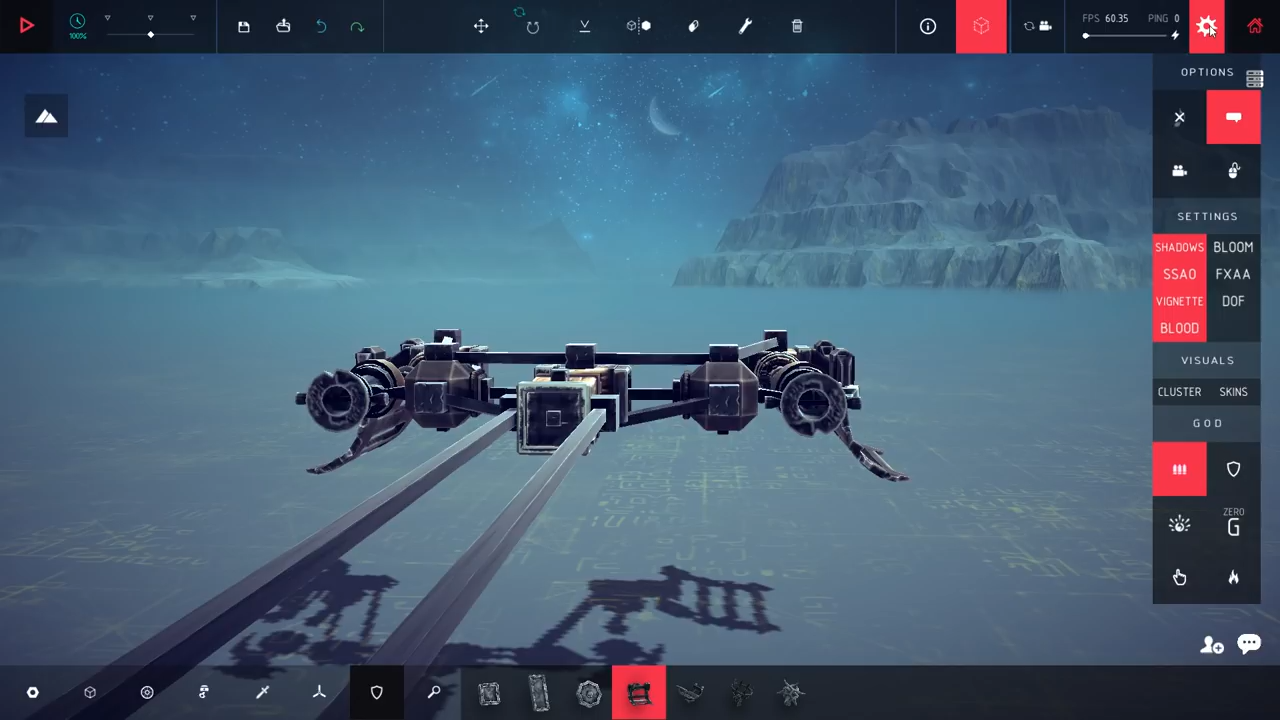 100%
FPS 60.35 PING 0
OPTIONS
SETTINGS
SHADOWS BLOOM
SSAO FXAA
VIGNETTE DOF
BLOOD
VISUALS
CLUSTER SKINS
GOD
ZERO
G